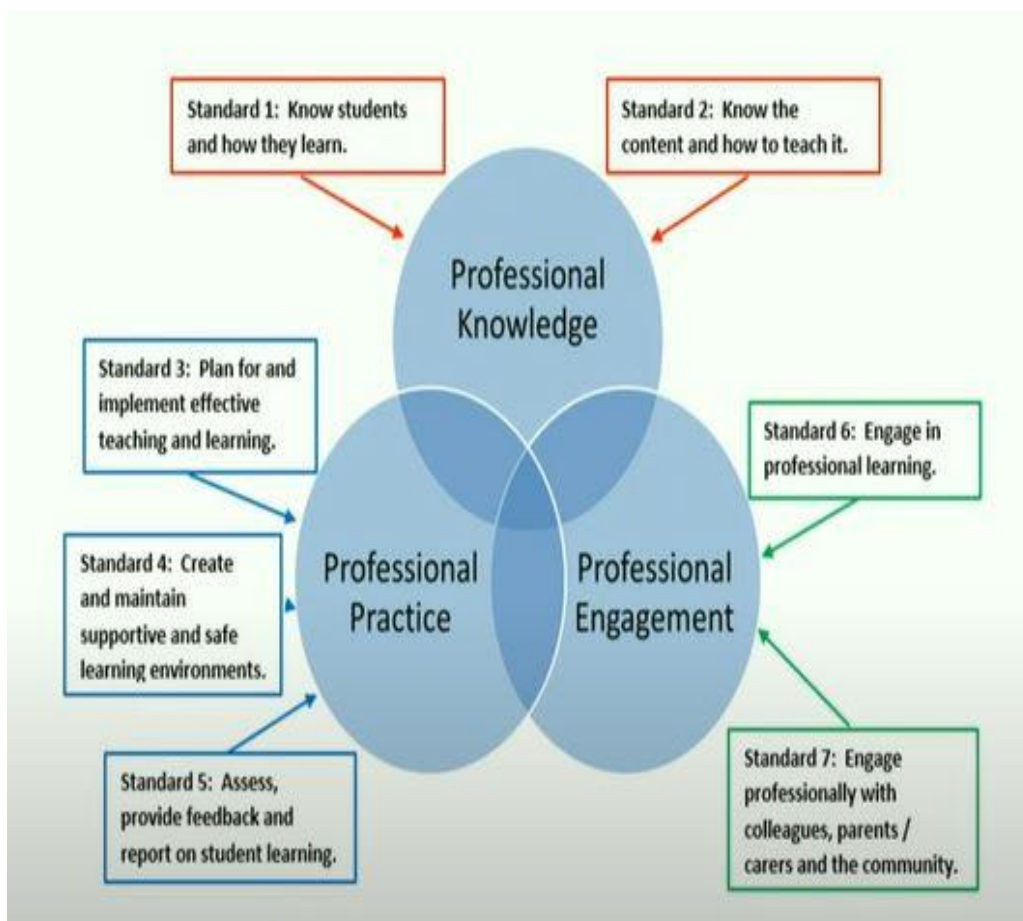 Standard 1:  Know students
and how they learn.
Standard 2:  Know the
content and how to teach it.
Professional
Knowledge
Standard 3:  Plan for and
implement effective
teaching and learning.
Standard 6:  Engage in
professional learning.
Standard 4:  Create
and maintain
supportive and safe
learning environments.
Professional
Practice
Professional
Engagement
Standard 5:  Assess,
provide feedback and
report on student learning.
Standard 7:  Engage
professionally with
colleagues, parents /
carers and the community.